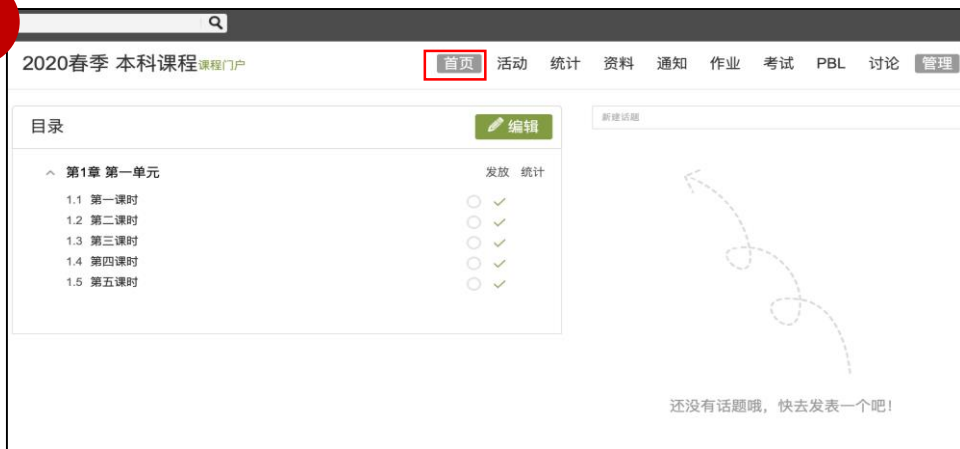 2020春季 本科课程 课程门户
首页 活动 统计 资料 通知 作业 考试 PBL 讨论 管理
目录
编辑
新建话题
第1章 第一单元 发放 统计
1.1 第一课时
1.2 第二课时
1.3 第三课时
1.4 第四课时
1.5 第五课时
还没有话题哦，快去发表一个吧！